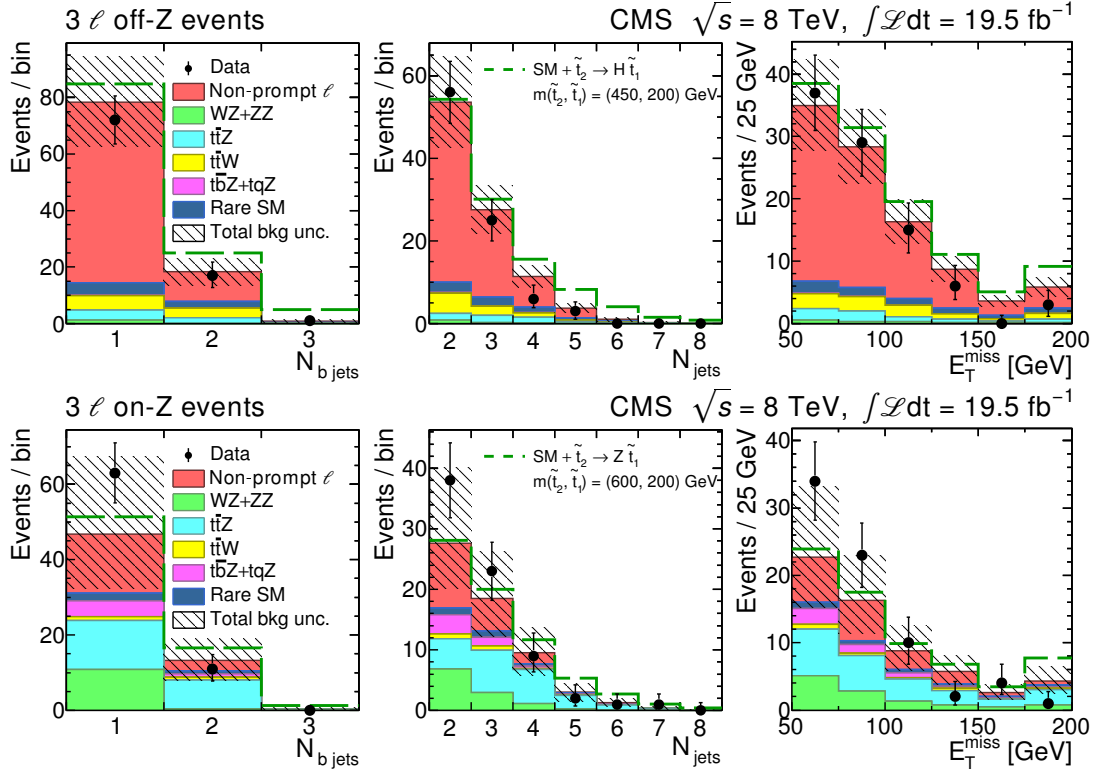 3 ℓ off-Z events
CMS √s = 8 TeV, ∫ℒdt = 19.5 fb⁻¹
Events / bin
80
60
40
20
0
Data
Non-prompt ℓ
WZ+ZZ
tt̄Z
tt̄W
tb̄Z+tqZ
Rare SM
Total bkg unc.
1 2 3
N_b jets
Events / bin
60
40
20
0
SM + t̃₂ → H t̃₁
m(t̃₂, t̃₁) = (450, 200) GeV
2 3 4 5 6 7 8
N_jets
Events / 25 GeV
40
30
20
10
0
50 100 150 200
E_T^miss [GeV]
3 ℓ on-Z events
CMS √s = 8 TeV, ∫ℒdt = 19.5 fb⁻¹
Events / bin
60
40
20
0
Data
Non-prompt ℓ
WZ+ZZ
tt̄Z
tt̄W
tb̄Z+tqZ
Rare SM
Total bkg unc.
1 2 3
N_b jets
Events / bin
40
30
20
10
0
SM + t̃₂ → Z t̃₁
m(t̃₂, t̃₁) = (600, 200) GeV
2 3 4 5 6 7 8
N_jets
Events / 25 GeV
40
30
20
10
0
50 100 150 200
E_T^miss [GeV]